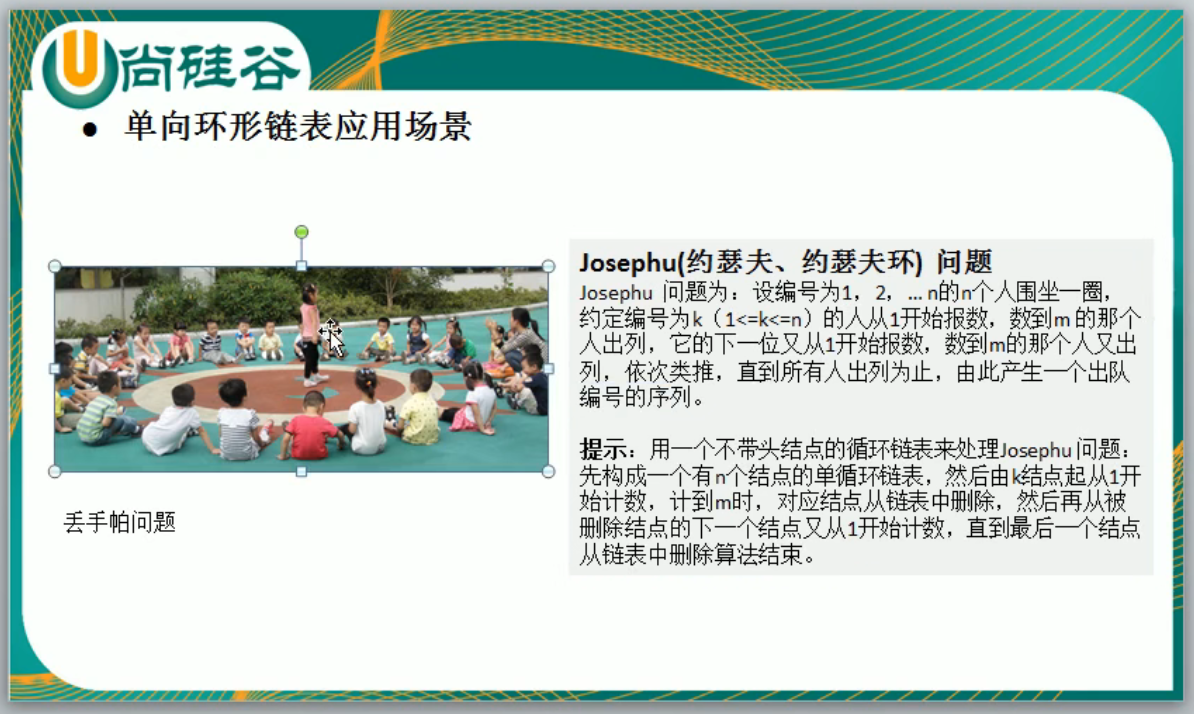 尚硅谷
● 单向环形链表应用场景
Josephu(约瑟夫、约瑟夫环) 问题
Josephu 问题为：设编号为1，2，… n的n个人围坐一圈，
约定编号为k（1<=k<=n）的人从1开始报数，数到m 的那个
人出列，它的下一位又从1开始报数，数到m的那个人又出
列，依次类推，直到所有人出列为止，由此产生一个出队
编号的序列。
提示：用一个不带头结点的循环链表来处理Josephu 问题：
先构成一个有n个结点的单循环链表，然后由k结点起从1开
始计数，计到m时，对应结点从链表中删除，然后再从被
删除结点的下一个结点又从1开始计数，直到最后一个结点
从链表中删除算法结束。
丢手帕问题